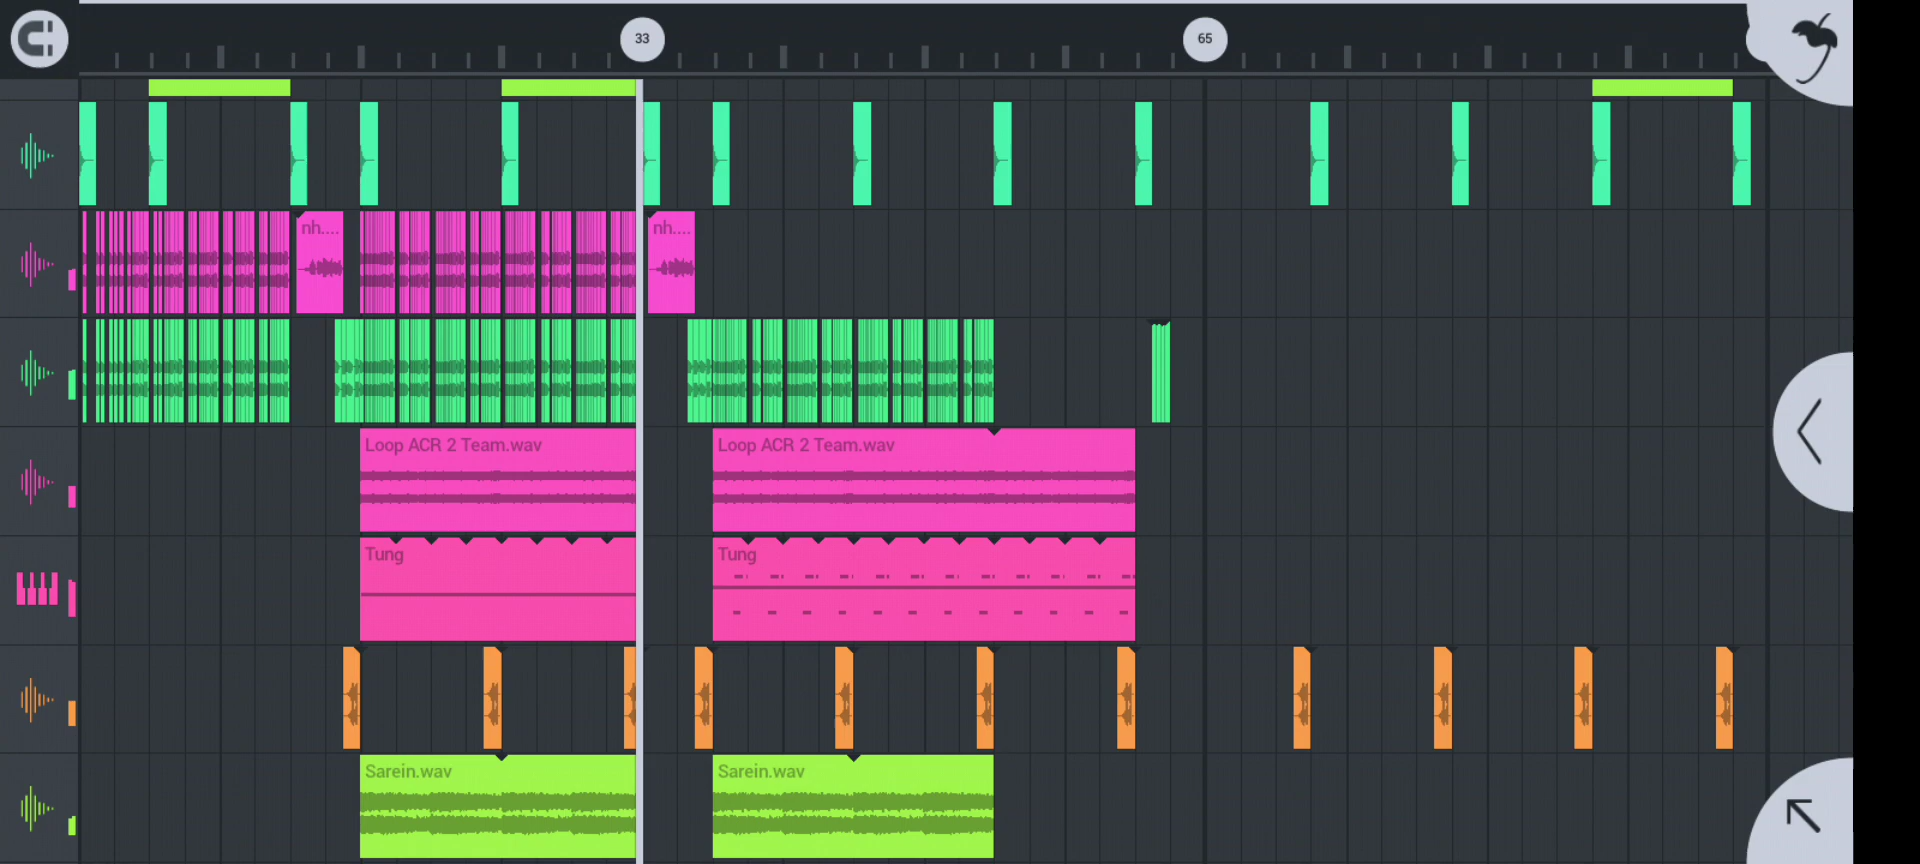 33
65
nh....
nh....
Loop ACR 2 Team.wav
Loop ACR 2 Team.wav
Tung
Tung
Sarein.wav
Sarein.wav